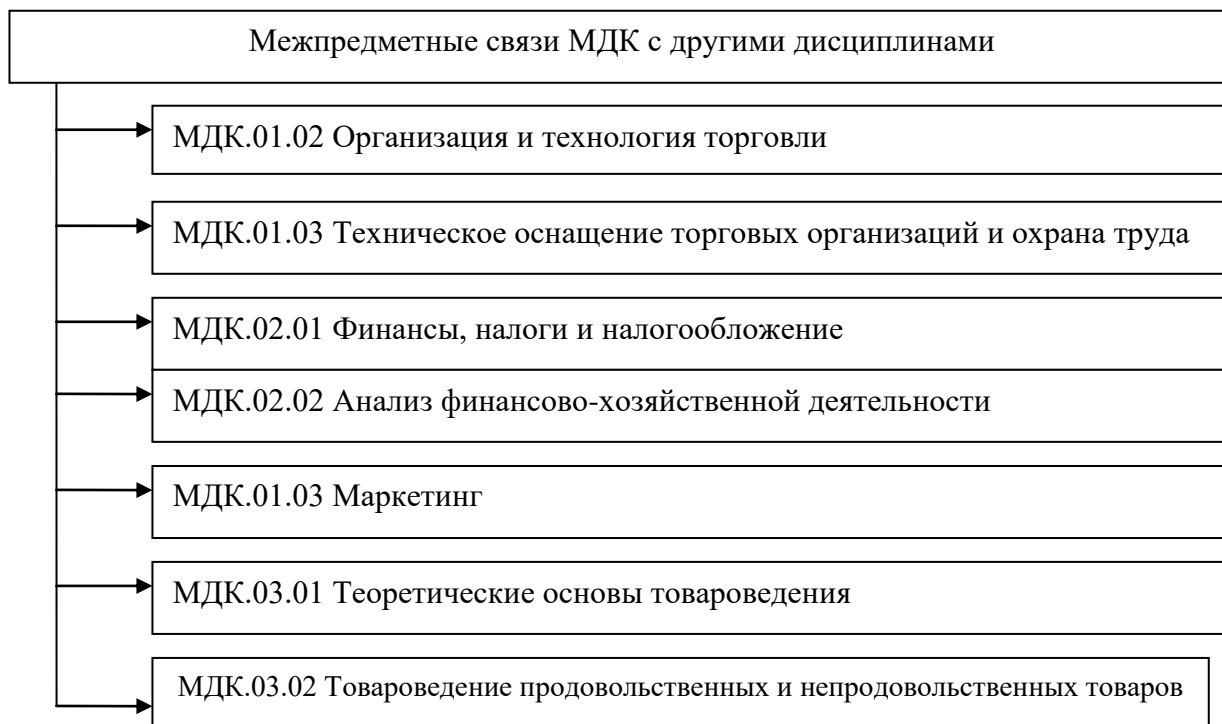 Межпредметные связи МДК с другими дисциплинами
МДК.01.02 Организация и технология торговли
МДК.01.03 Техническое оснащение торговых организаций и охрана труда
МДК.02.01 Финансы, налоги и налогообложение
МДК.02.02 Анализ финансово-хозяйственной деятельности
МДК.01.03 Маркетинг
МДК.03.01 Теоретические основы товароведения
МДК.03.02 Товароведение продовольственных и непродовольственных товаров